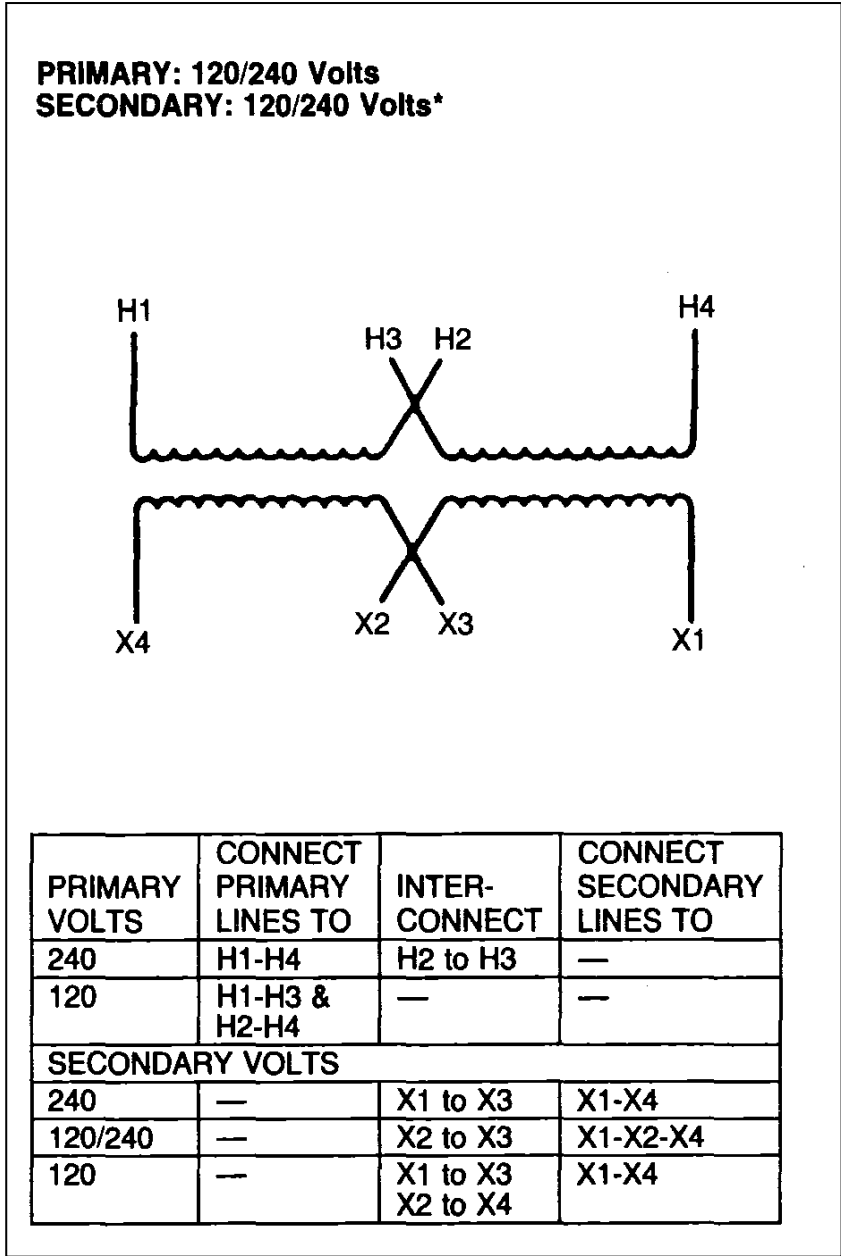 PRIMARY: 120/240 Volts
SECONDARY: 120/240 Volts*
H1
H3 H2
H4
X4
X2 X3
X1
PRIMARY VOLTS
CONNECT PRIMARY LINES TO
INTER-CONNECT
CONNECT SECONDARY LINES TO
240 H1-H4 H2 to H3 —
120 H1-H3 & H2-H4 — —
SECONDARY VOLTS
240 — X1 to X3 X1-X4
120/240 — X2 to X3 X1-X2-X4
120 — X1 to X3 X2 to X4 X1-X4